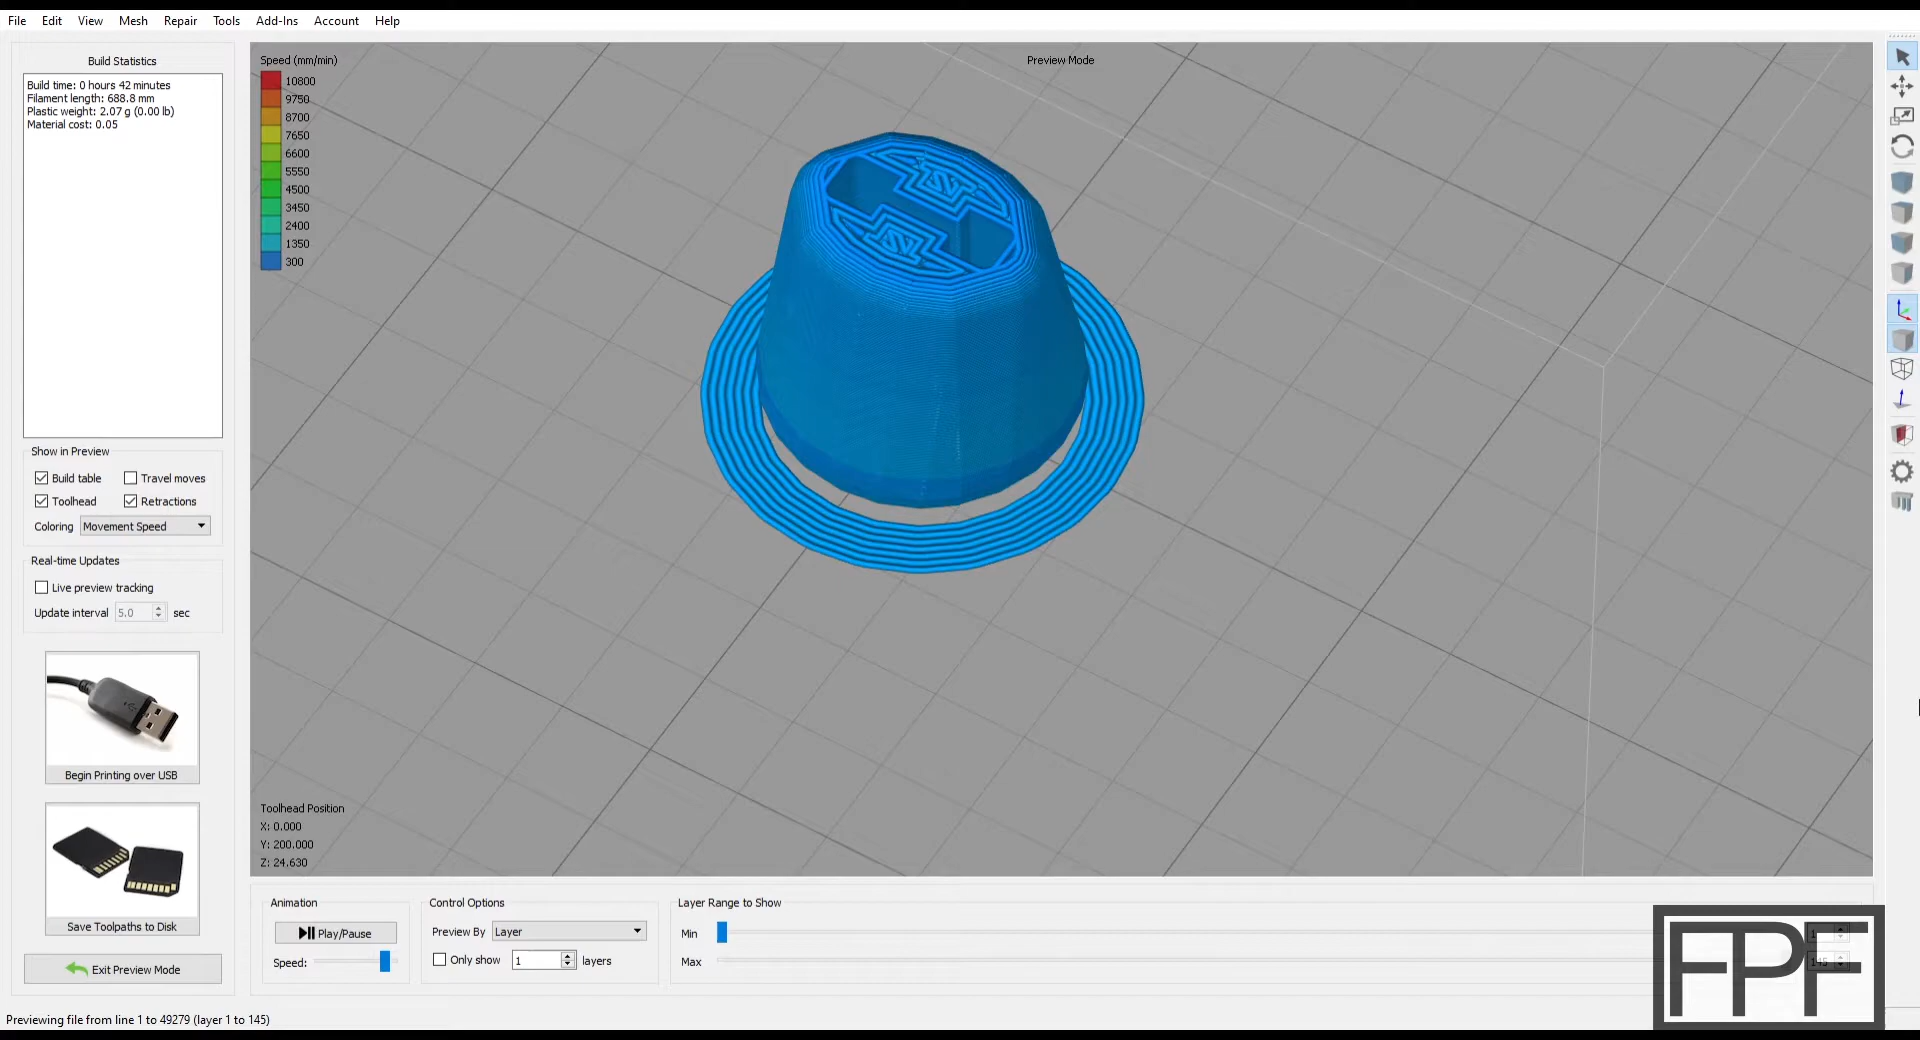 File Edit View Mesh Repair Tools Add-Ins Account Help
Build Statistics
Build time: 0 hours 42 minutes
Filament length: 688.8 mm
Plastic weight: 2.07 g (0.00 lb)
Material cost: 0.05
Show in Preview
Build table
Travel moves
Toolhead
Retractions
Coloring Movement Speed
Real-time Updates
Live preview tracking
Update interval 5.0 sec
Begin Printing over USB
Save Toolpaths to Disk
Exit Preview Mode
Speed (mm/min)
10800
9750
8700
7650
6600
5550
4500
3450
2400
1350
300
Preview Mode
Toolhead Position
X: 0.000
Y: 200.000
Z: 24.630
Animation
Play/Pause
Speed:
Control Options
Preview By Layer
Only show 1 layers
Layer Range to Show
Min 1
Max 145
FPF
Previewing file from line 1 to 49279 (layer 1 to 145)